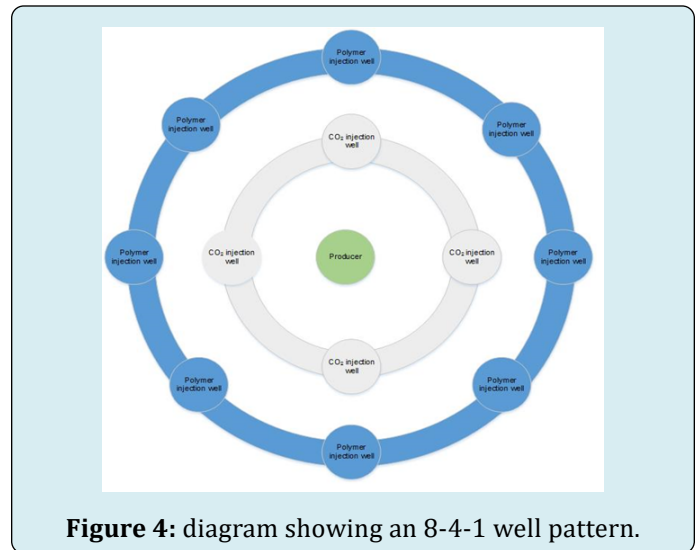 Polymer
injection well
Polymer
injection well
Polymer
injection well
CO₂ injection
well
Polymer
injection well
CO₂ injection
well
Producer
CO₂ injection
well
Polymer
injection well
CO₂ injection
well
Polymer
injection well
Polymer
injection well
Polymer
injection well
Figure 4: diagram showing an 8-4-1 well pattern.